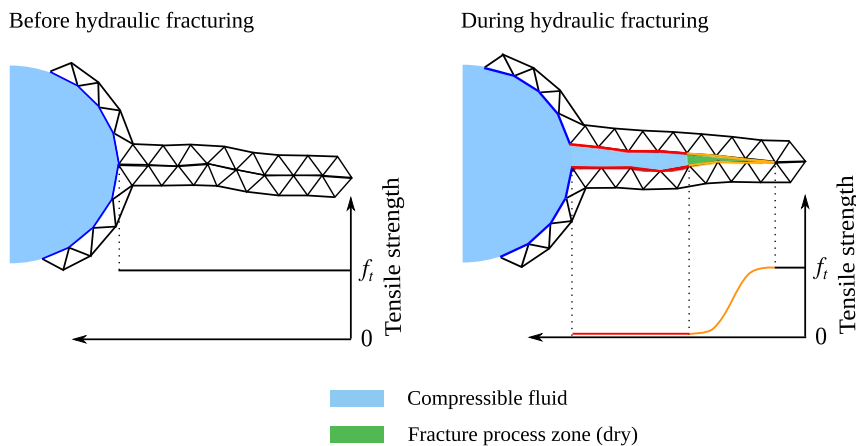 Before hydraulic fracturing
During hydraulic fracturing
Tensile strength
f_t
0
Tensile strength
f_t
0
Compressible fluid
Fracture process zone (dry)